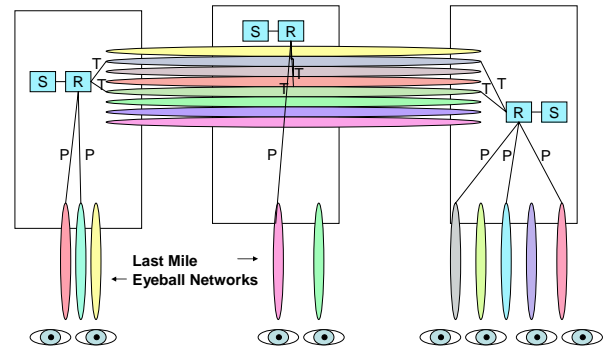 S R
T
T
S R
T
T
T
T
R S
P P
P
P P P
Last Mile
Eyeball Networks